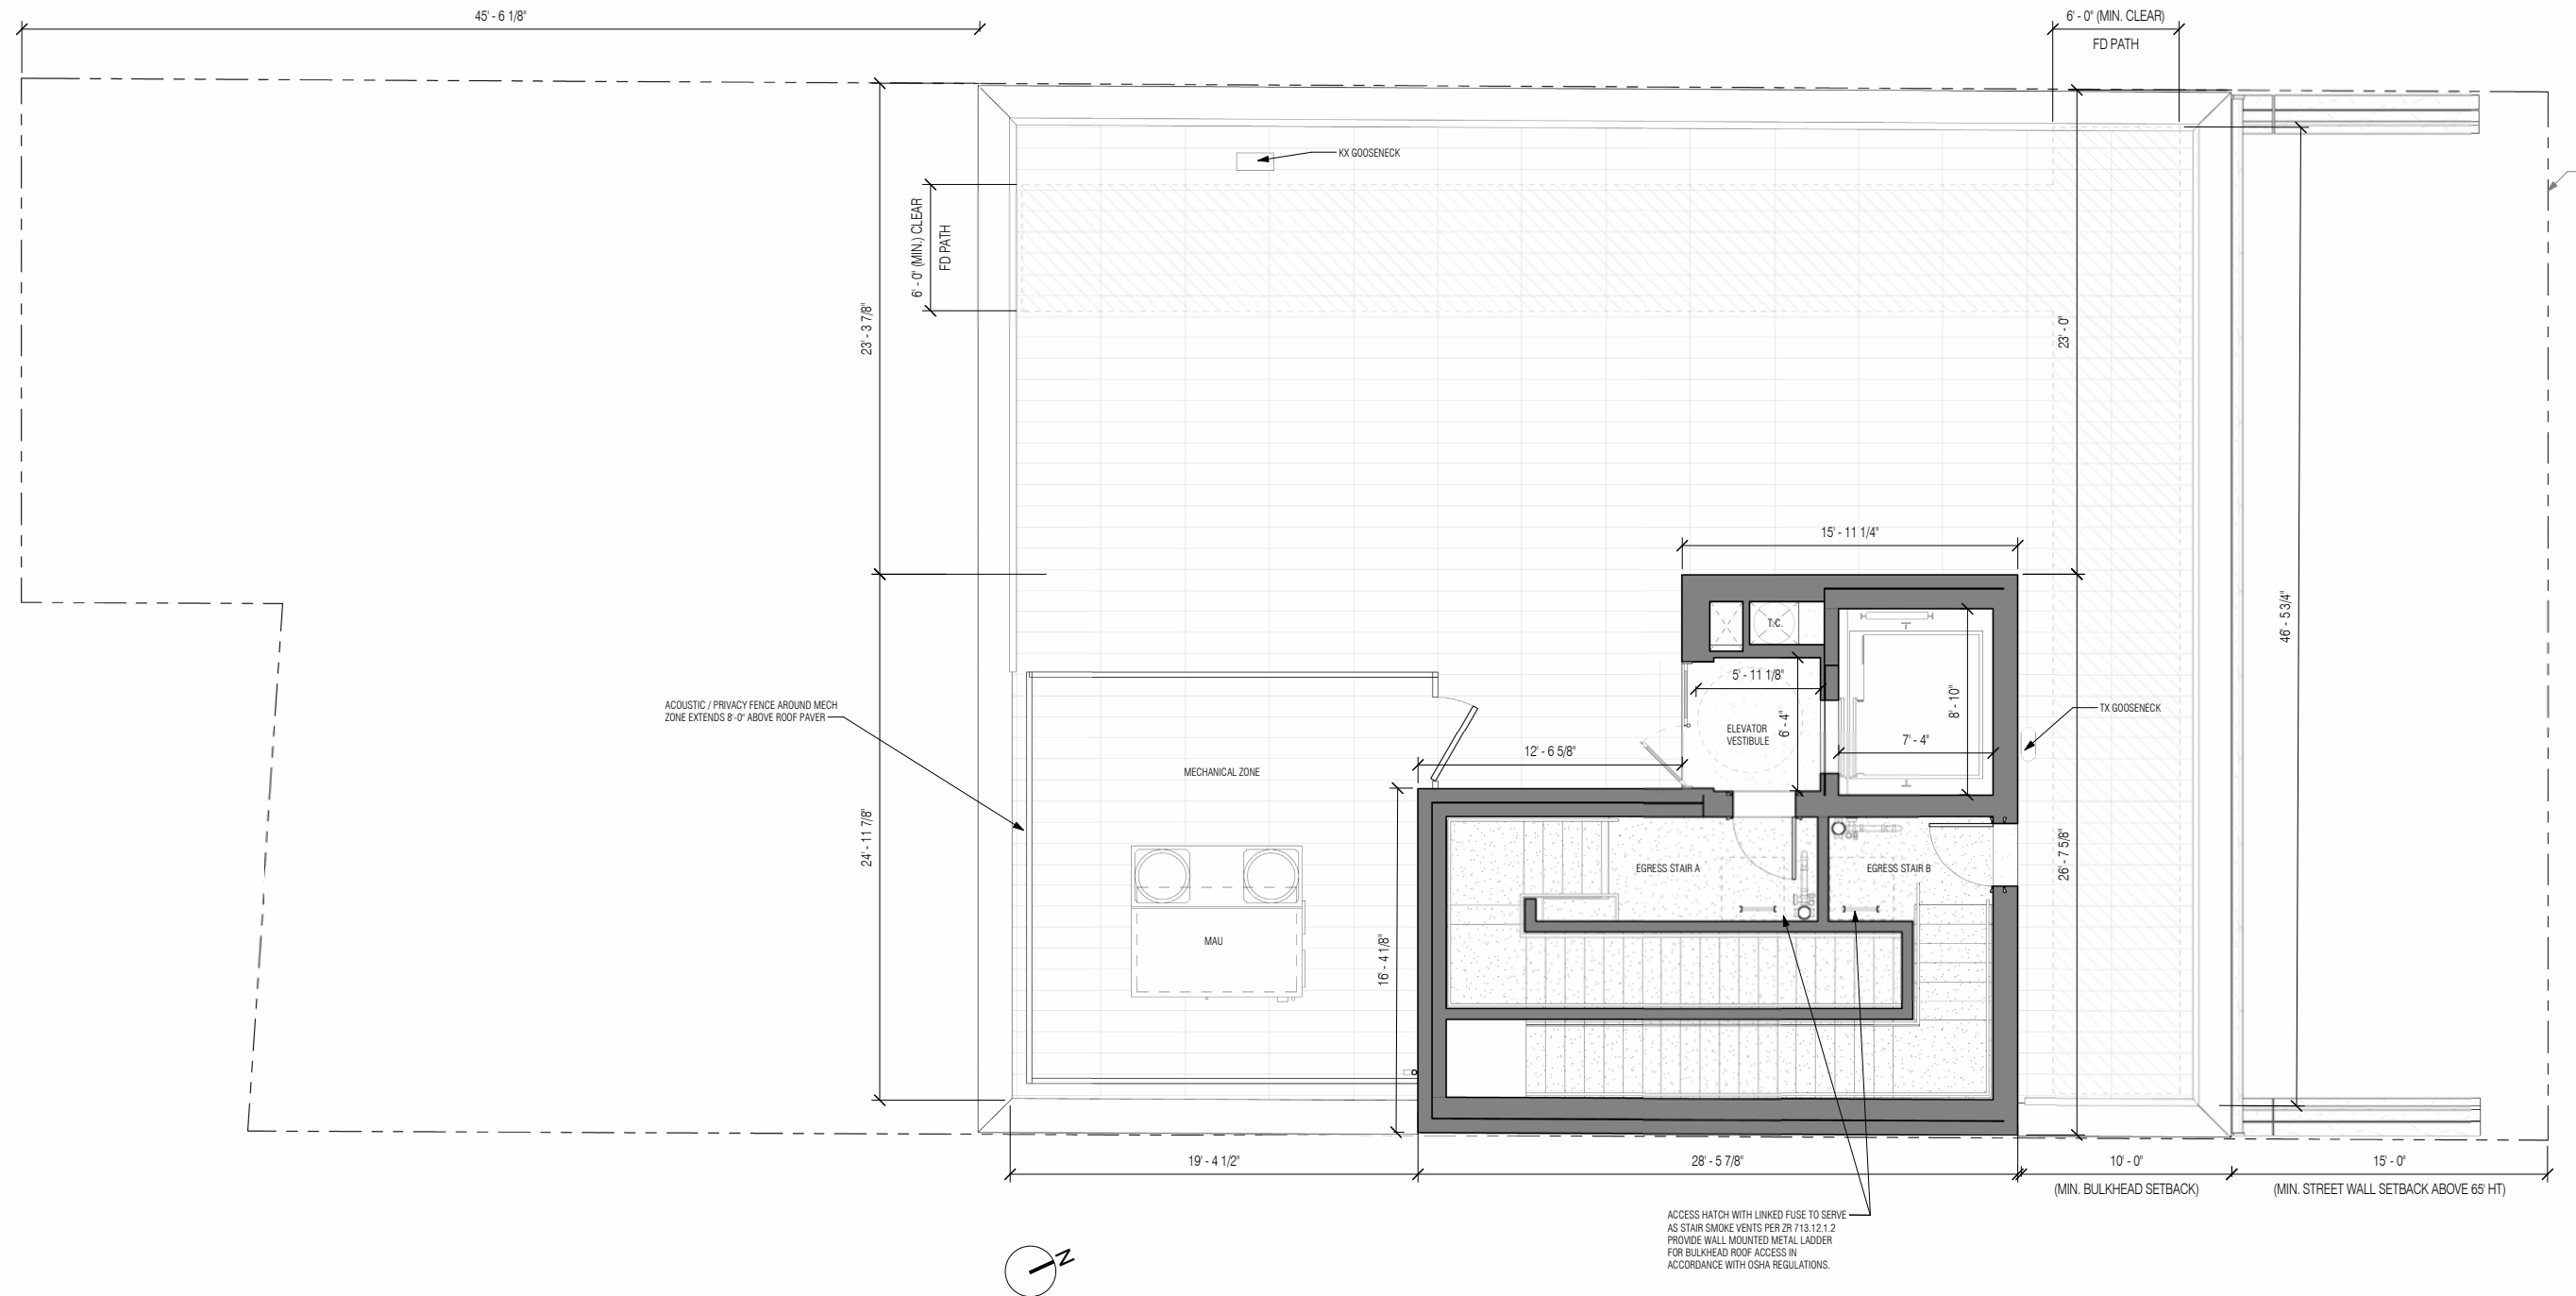 45' - 6 1/8"
6' - 0" (MIN. CLEAR)
FD PATH
KX GOOSENECK
6' - 0" (MIN.) CLEAR
FD PATH
23' - 3 7/8"
23' - 0"
15' - 11 1/4"
46' - 5 3/4"
T.C.
5' - 11 1/8"
6' - 4"
8' - 10"
ELEVATOR
VESTIBULE
7' - 4"
TX GOOSENECK
ACOUSTIC / PRIVACY FENCE AROUND MECH
ZONE EXTENDS 8'-0" ABOVE ROOF PAVER
12' - 6 5/8"
MECHANICAL ZONE
24' - 11 7/8"
EGRESS STAIR A
EGRESS STAIR B
26' - 7 5/8"
MAU
16' - 4 1/8"
19' - 4 1/2"
28' - 5 7/8"
10' - 0"
(MIN. BULKHEAD SETBACK)
15' - 0"
(MIN. STREET WALL SETBACK ABOVE 65' HT)
ACCESS HATCH WITH LINKED FUSE TO SERVE
AS STAIR SMOKE VENTS PER ZR 713.12.1.2
PROVIDE WALL MOUNTED METAL LADDER
FOR BULKHEAD ROOF ACCESS IN
ACCORDANCE WITH OSHA REGULATIONS.
N